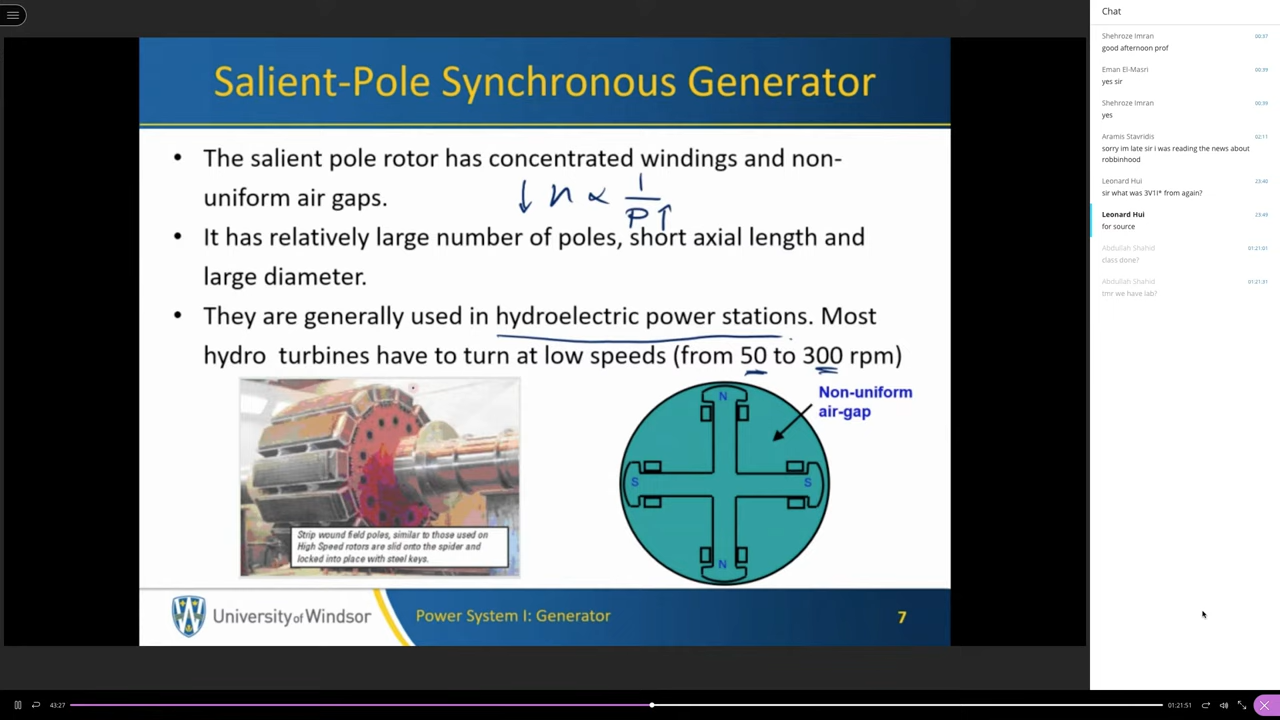 Salient-Pole Synchronous Generator
• The salient pole rotor has concentrated windings and non-
uniform air gaps.
↓ n ∝ 1/P↑
• It has relatively large number of poles, short axial length and
large diameter.
• They are generally used in hydroelectric power stations. Most
hydro turbines have to turn at low speeds (from 50 to 300 rpm)
Strip wound field poles, similar to those used on
High Speed rotors are slid onto the spider and
locked into place with steel keys.
N
S
S
N
Non-uniform
air-gap
University of Windsor
Power System I: Generator
7
Chat
Shehroze Imran 00:37
good afternoon prof
Eman El-Masri 00:39
yes sir
Shehroze Imran 00:39
yes
Aramis Stavridis 02:11
sorry im late sir i was reading the news about
robbinhood
Leonard Hui 23:40
sir what was 3V1I* from again?
Leonard Hui 23:49
for source
Abdullah Shahid 01:21:01
class done?
Abdullah Shahid 01:21:31
tmr we have lab?
43:27
01:21:51